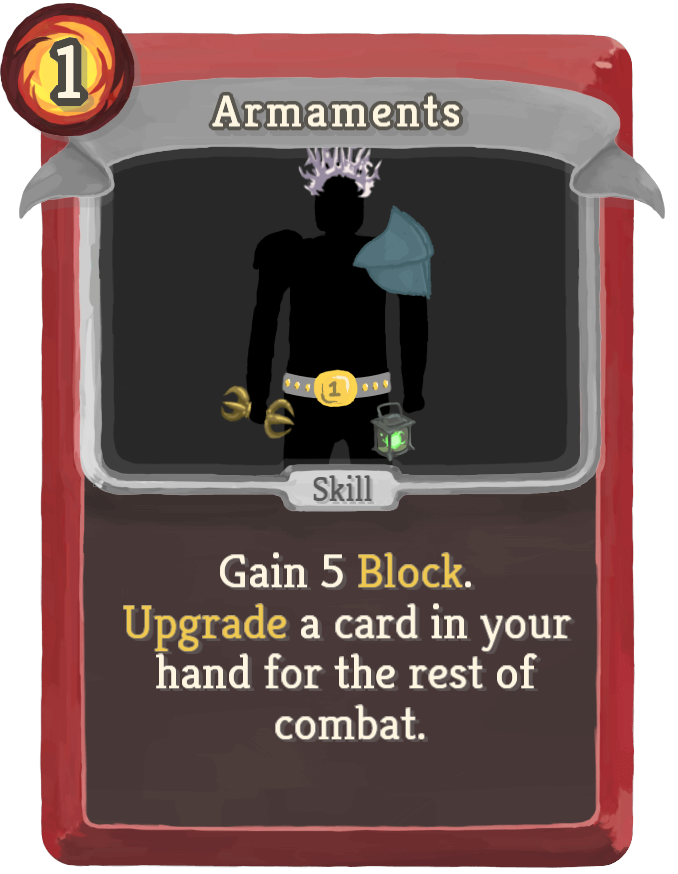 1
Armaments
1
Skill
Gain 5 Block.
Upgrade a card in your
hand for the rest of
combat.